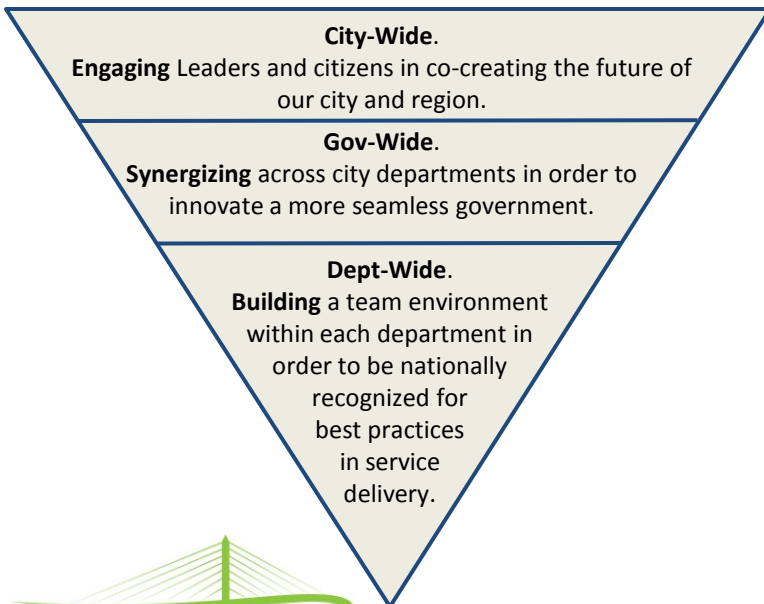 City-Wide.
Engaging Leaders and citizens in co-creating the future of
our city and region.
Gov-Wide.
Synergizing across city departments in order to
innovate a more seamless government.
Dept-Wide.
Building a team environment
within each department in
order to be nationally
recognized for
best practices
in service
delivery.